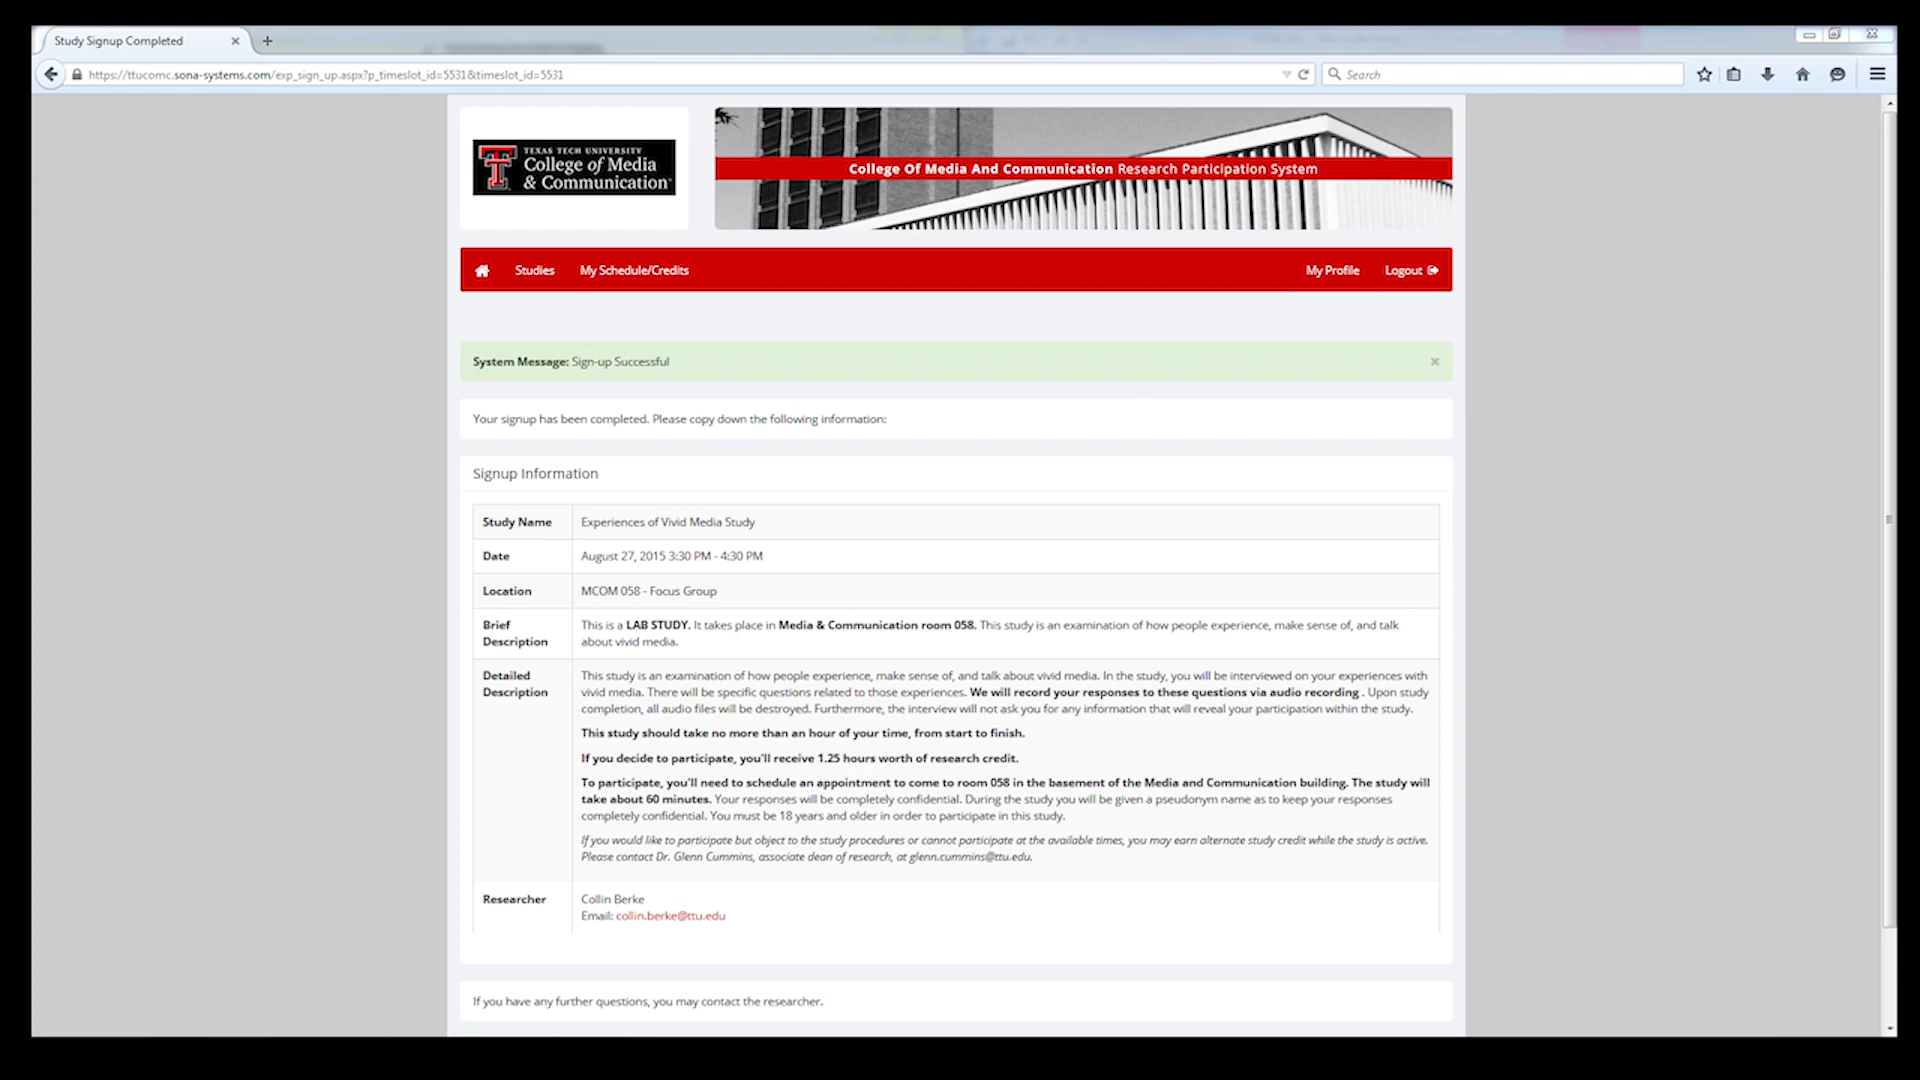 Study Signup Completed
https://ttucomc.sona-systems.com/exp_sign_up.aspx?p_timeslot_id=5531&timeslot_id=5531
Search
TEXAS TECH UNIVERSITY
College of Media
& Communication
College Of Media And Communication Research Participation System
Studies
My Schedule/Credits
My Profile
Logout
System Message: Sign-up Successful
Your signup has been completed. Please copy down the following information:
Signup Information
Study Name
Experiences of Vivid Media Study
Date
August 27, 2015 3:30 PM - 4:30 PM
Location
MCOM 058 - Focus Group
Brief
Description
This is a LAB STUDY. It takes place in Media & Communication room 058. This study is an examination of how people experience, make sense of, and talk
about vivid media.
Detailed
Description
This study is an examination of how people experience, make sense of, and talk about vivid media. In the study, you will be interviewed on your experiences with
vivid media. There will be specific questions related to those experiences. We will record your responses to these questions via audio recording . Upon study
completion, all audio files will be destroyed. Furthermore, the interview will not ask you for any information that will reveal your participation within the study.
This study should take no more than an hour of your time, from start to finish.
If you decide to participate, you'll receive 1.25 hours worth of research credit.
To participate, you'll need to schedule an appointment to come to room 058 in the basement of the Media and Communication building. The study will
take about 60 minutes. Your responses will be completely confidential. During the study you will be given a pseudonym name as to keep your responses
completely confidential. You must be 18 years and older in order to participate in this study.
If you would like to participate but object to the study procedures or cannot participate at the available times, you may earn alternate study credit while the study is active.
Please contact Dr. Glenn Cummins, associate dean of research, at glenn.cummins@ttu.edu.
Researcher
Collin Berke
Email: collin.berke@ttu.edu
If you have any further questions, you may contact the researcher.